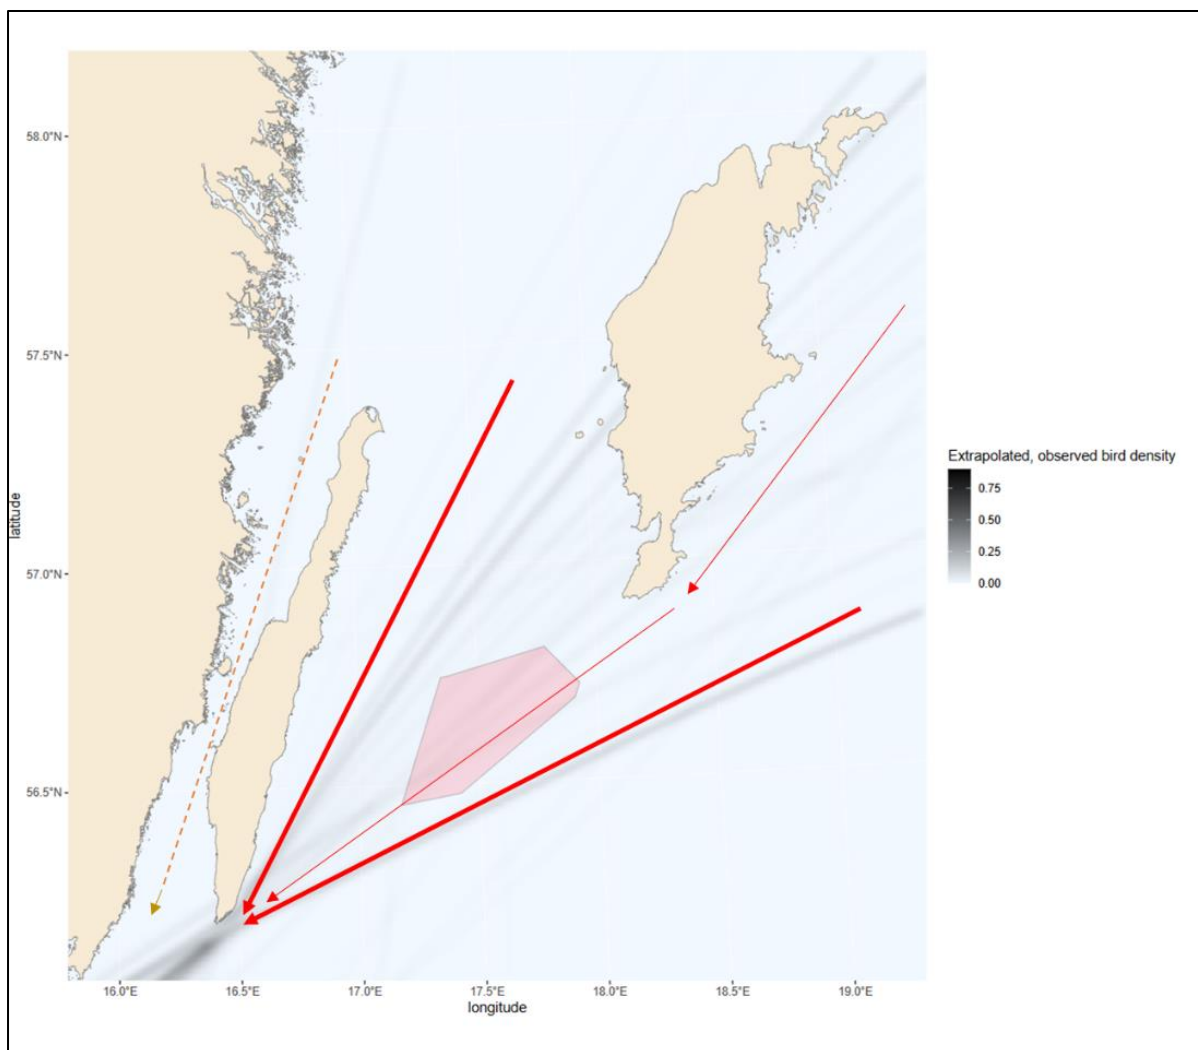 58.0°N
57.5°N
57.0°N
56.5°N
latitude
16.0°E 16.5°E 17.0°E 17.5°E 18.0°E 18.5°E 19.0°E
longitude
Extrapolated, observed bird density
0.75
0.50
0.25
0.00